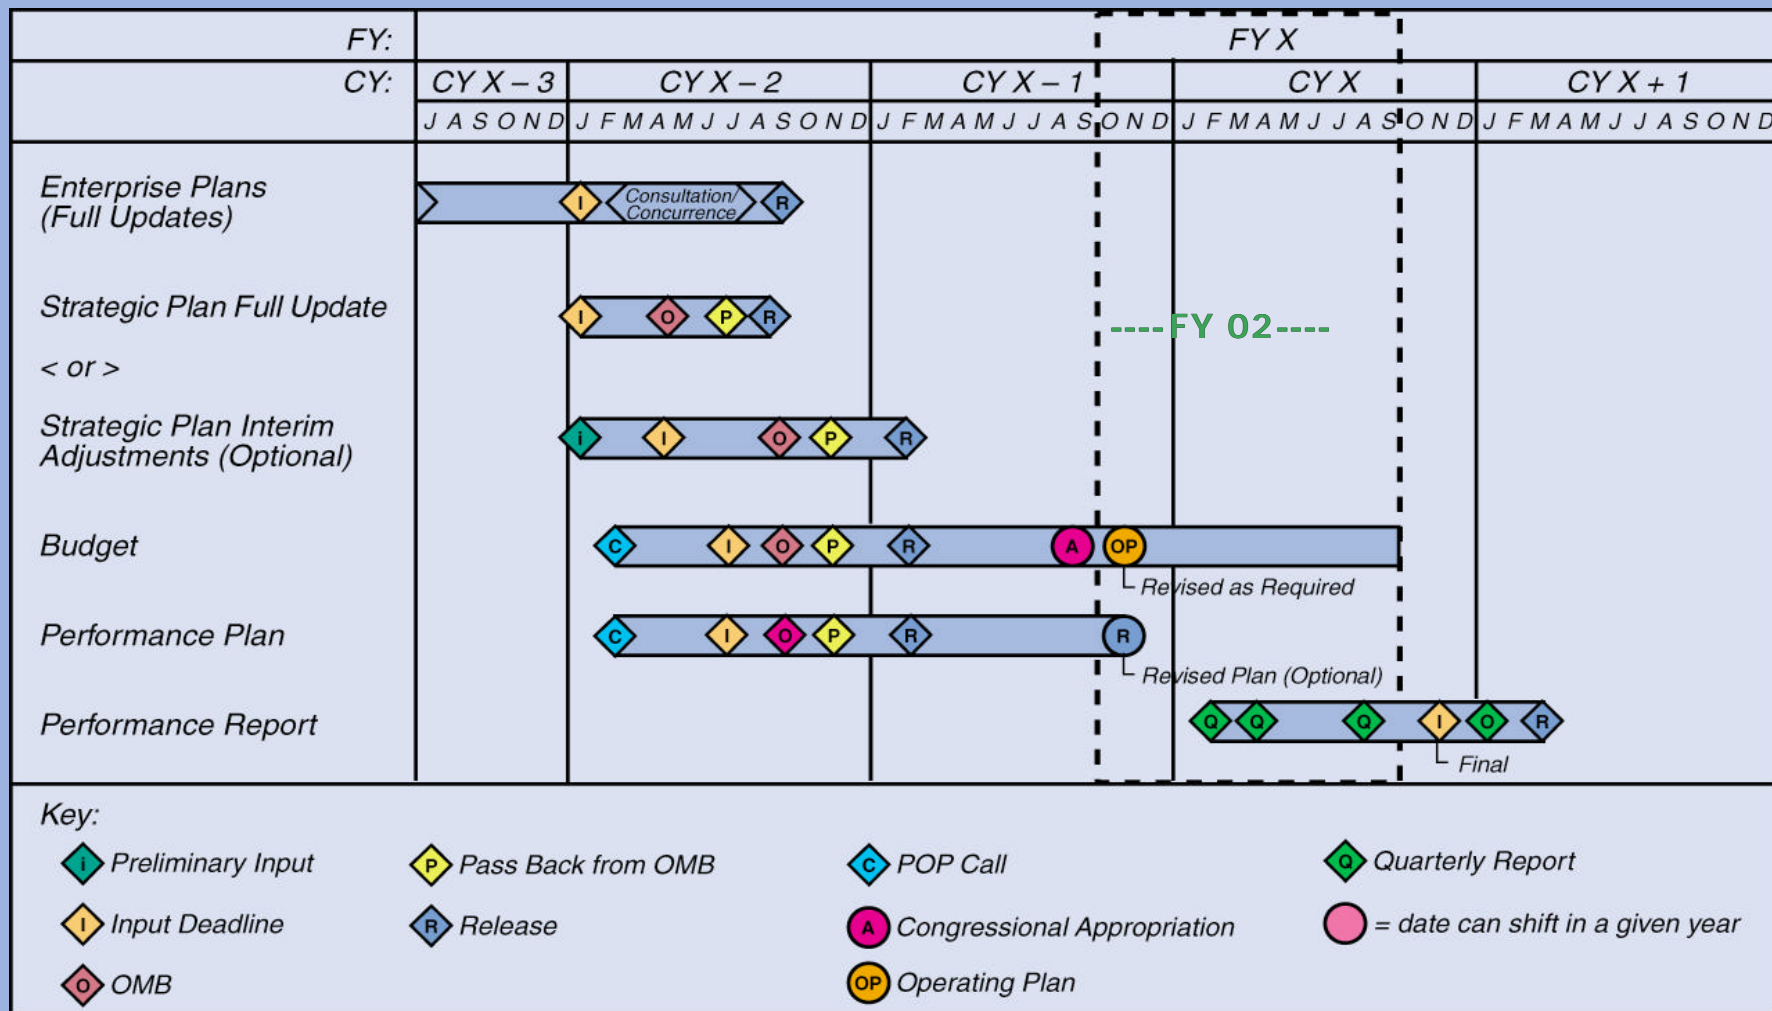 FY: FY X
CY: CY X – 3 CY X – 2 CY X – 1 CY X CY X + 1
J A S O N D J F M A M J J A S O N D J F M A M J J A S O N D J F M A M J J A S O N D J F M A M J J A S O N D
Enterprise Plans
(Full Updates)
I Consultation/
Concurrence R
Strategic Plan Full Update
I O P R
----FY 02----
< or >
Strategic Plan Interim
Adjustments (Optional)
i I O P R
Budget
C I O P R A OP
Revised as Required
Performance Plan
C I O P R R
Revised Plan (Optional)
Performance Report
Q Q Q I O R
Final
Key:
i Preliminary Input
P Pass Back from OMB
C POP Call
Q Quarterly Report
I Input Deadline
R Release
A Congressional Appropriation
= date can shift in a given year
O OMB
OP Operating Plan